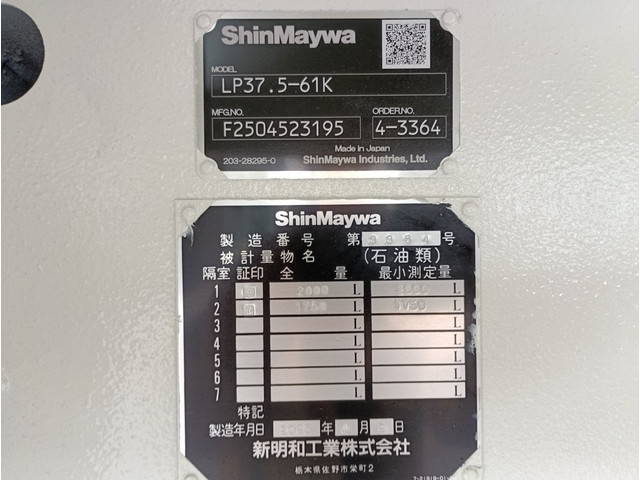 ShinMaywa
MODEL
LP37.5-61K
MFG.NO. ORDER.NO.
F2504523195 4-3364
Made in Japan
203-28295-0 ShinMaywa Industries, Ltd.
ShinMaywa
製造番号 第 3364 号
被計量物名 (石油類)
隔室 証印 全量 最小測定量
1 2000 L L
2 1750 L L
3 L L
4 L L
5 L L
6 L L
7 L L
特記
製造年月日 年 月 日
新明和工業株式会社
栃木県佐野市栄町2